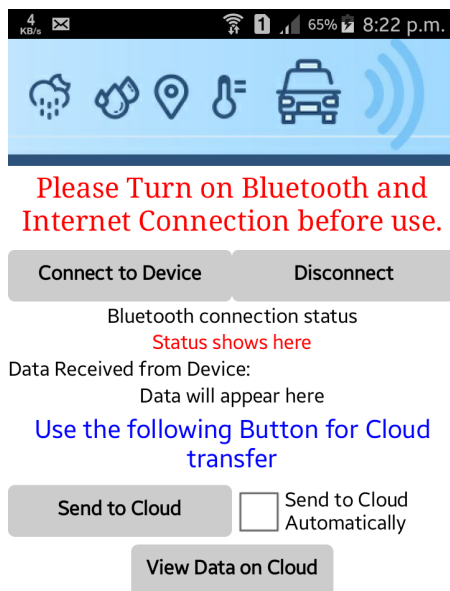 4
KB/s
1 65% 8:22 p.m.
Please Turn on Bluetooth and
Internet Connection before use.
Connect to Device Disconnect
Bluetooth connection status
Status shows here
Data Received from Device:
Data will appear here
Use the following Button for Cloud
transfer
Send to Cloud
Send to Cloud
Automatically
View Data on Cloud